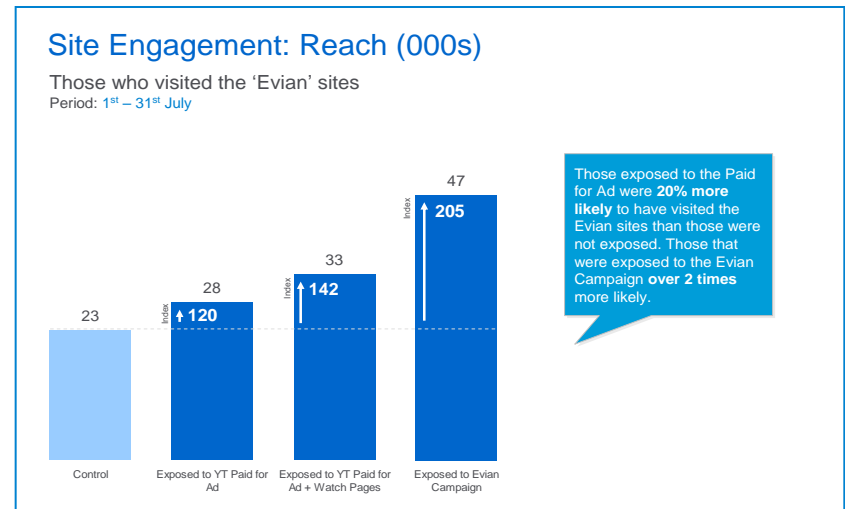 Site Engagement: Reach (000s)
Those who visited the ‘Evian’ sites
Period: 1st – 31st July
47
Index
205
33
Index
142
28
Index
120
23
Control
Exposed to YT Paid for
Ad
Exposed to YT Paid for
Ad + Watch Pages
Exposed to Evian
Campaign
Those exposed to the Paid
for Ad were 20% more
likely to have visited the
Evian sites than those were
not exposed. Those that
were exposed to the Evian
Campaign over 2 times
more likely.